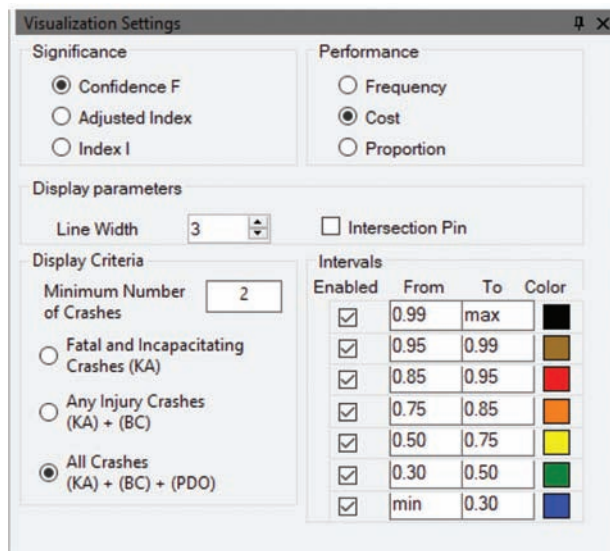 Visualization Settings
Significance
Confidence F
Adjusted Index
Index I
Performance
Frequency
Cost
Proportion
Display parameters
Line Width 3
Intersection Pin
Display Criteria
Minimum Number
of Crashes
2
Fatal and Incapacitating
Crashes (KA)
Any Injury Crashes
(KA) + (BC)
All Crashes
(KA) + (BC) + (PDO)
Intervals
Enabled From To Color
0.99 max
0.95 0.99
0.85 0.95
0.75 0.85
0.50 0.75
0.30 0.50
min 0.30